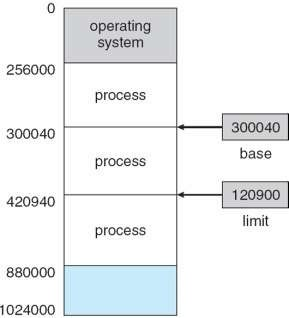 0
operating
system
256000
process
300040
300040
base
process
420940
120900
limit
process
880000
1024000